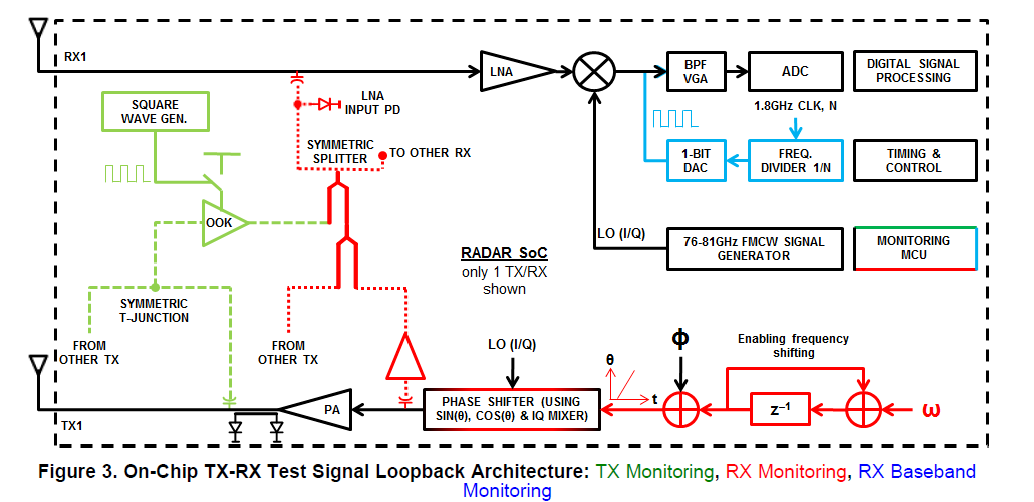 RX1
LNA
BPF
VGA
ADC
DIGITAL SIGNAL
PROCESSING
SQUARE
WAVE GEN.
LNA
INPUT PD
1.8GHz CLK, N
SYMMETRIC
SPLITTER
TO OTHER RX
1-BIT
DAC
FREQ.
DIVIDER 1/N
TIMING &
CONTROL
OOK
LO (I/Q)
76-81GHz FMCW SIGNAL
GENERATOR
MONITORING
MCU
RADAR SoC
only 1 TX/RX
shown
SYMMETRIC
T-JUNCTION
FROM
OTHER TX
FROM
OTHER TX
LO (I/Q)
θ
t
Φ
Enabling frequency
shifting
PA
PHASE SHIFTER (USING
SIN(θ), COS(θ) & IQ MIXER)
z⁻¹
ω
TX1
Figure 3. On-Chip TX-RX Test Signal Loopback Architecture: TX Monitoring, RX Monitoring, RX Baseband
Monitoring